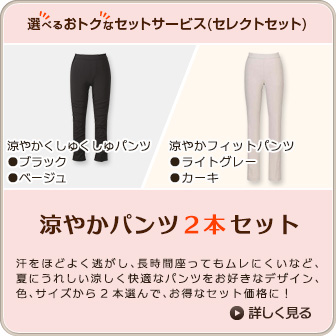 選べるおトクなセットサービス(セレクトセット)
涼やかくしゅくしゅパンツ
●ブラック
●ベージュ
涼やかフィットパンツ
●ライトグレー
●カーキ
涼やかパンツ2本セット
汗をほどよく逃がし、長時間座ってもムレにくいなど、
夏にうれしい涼しく快適なパンツをお好きなデザイン、
色、サイズから2本選んで、お得なセット価格に！
詳しく見る